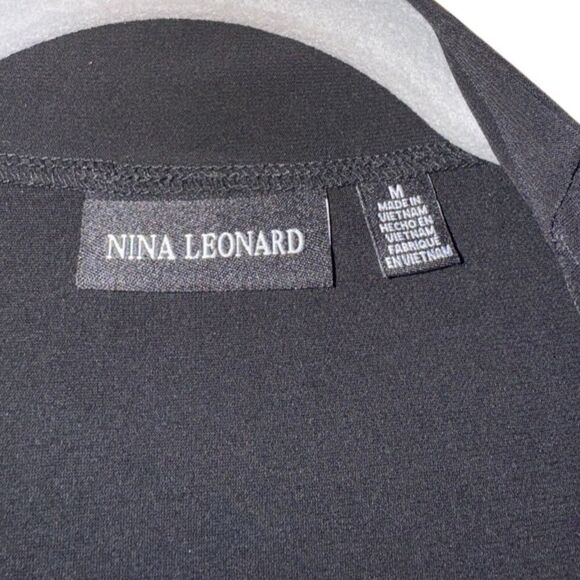 NINA LEONARD
M
MADE IN
VIETNAM
HECHO EN
VIETNAM
FABRIQUE
EN VIETNAM